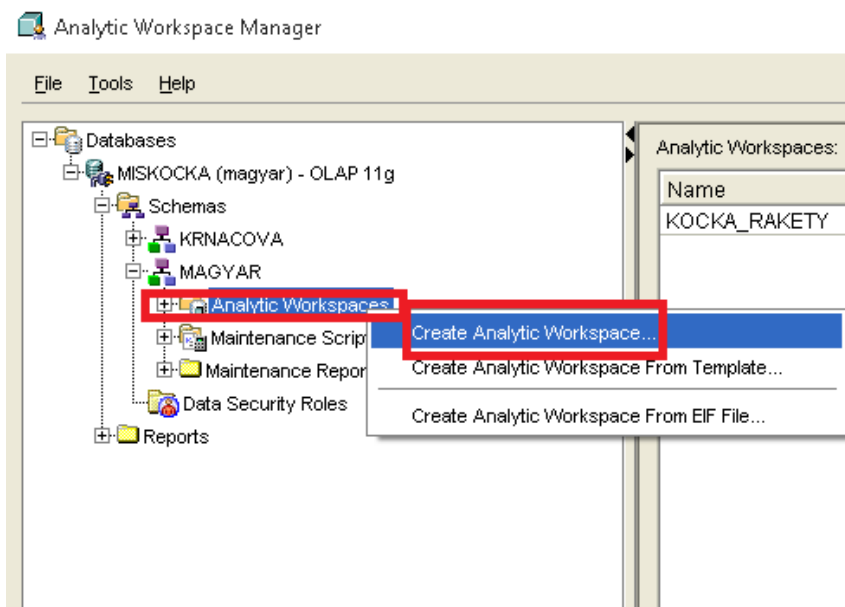 Analytic Workspace Manager
File Tools Help
Databases
MISKOCKA (magyar) - OLAP 11g
Schemas
KRNACOVA
MAGYAR
Analytic Workspaces
Maintenance Scrip
Maintenance Repor
Data Security Roles
Reports
Create Analytic Workspace...
Create Analytic Workspace From Template...
Create Analytic Workspace From EIF File...
Analytic Workspaces:
Name
KOCKA_RAKETY